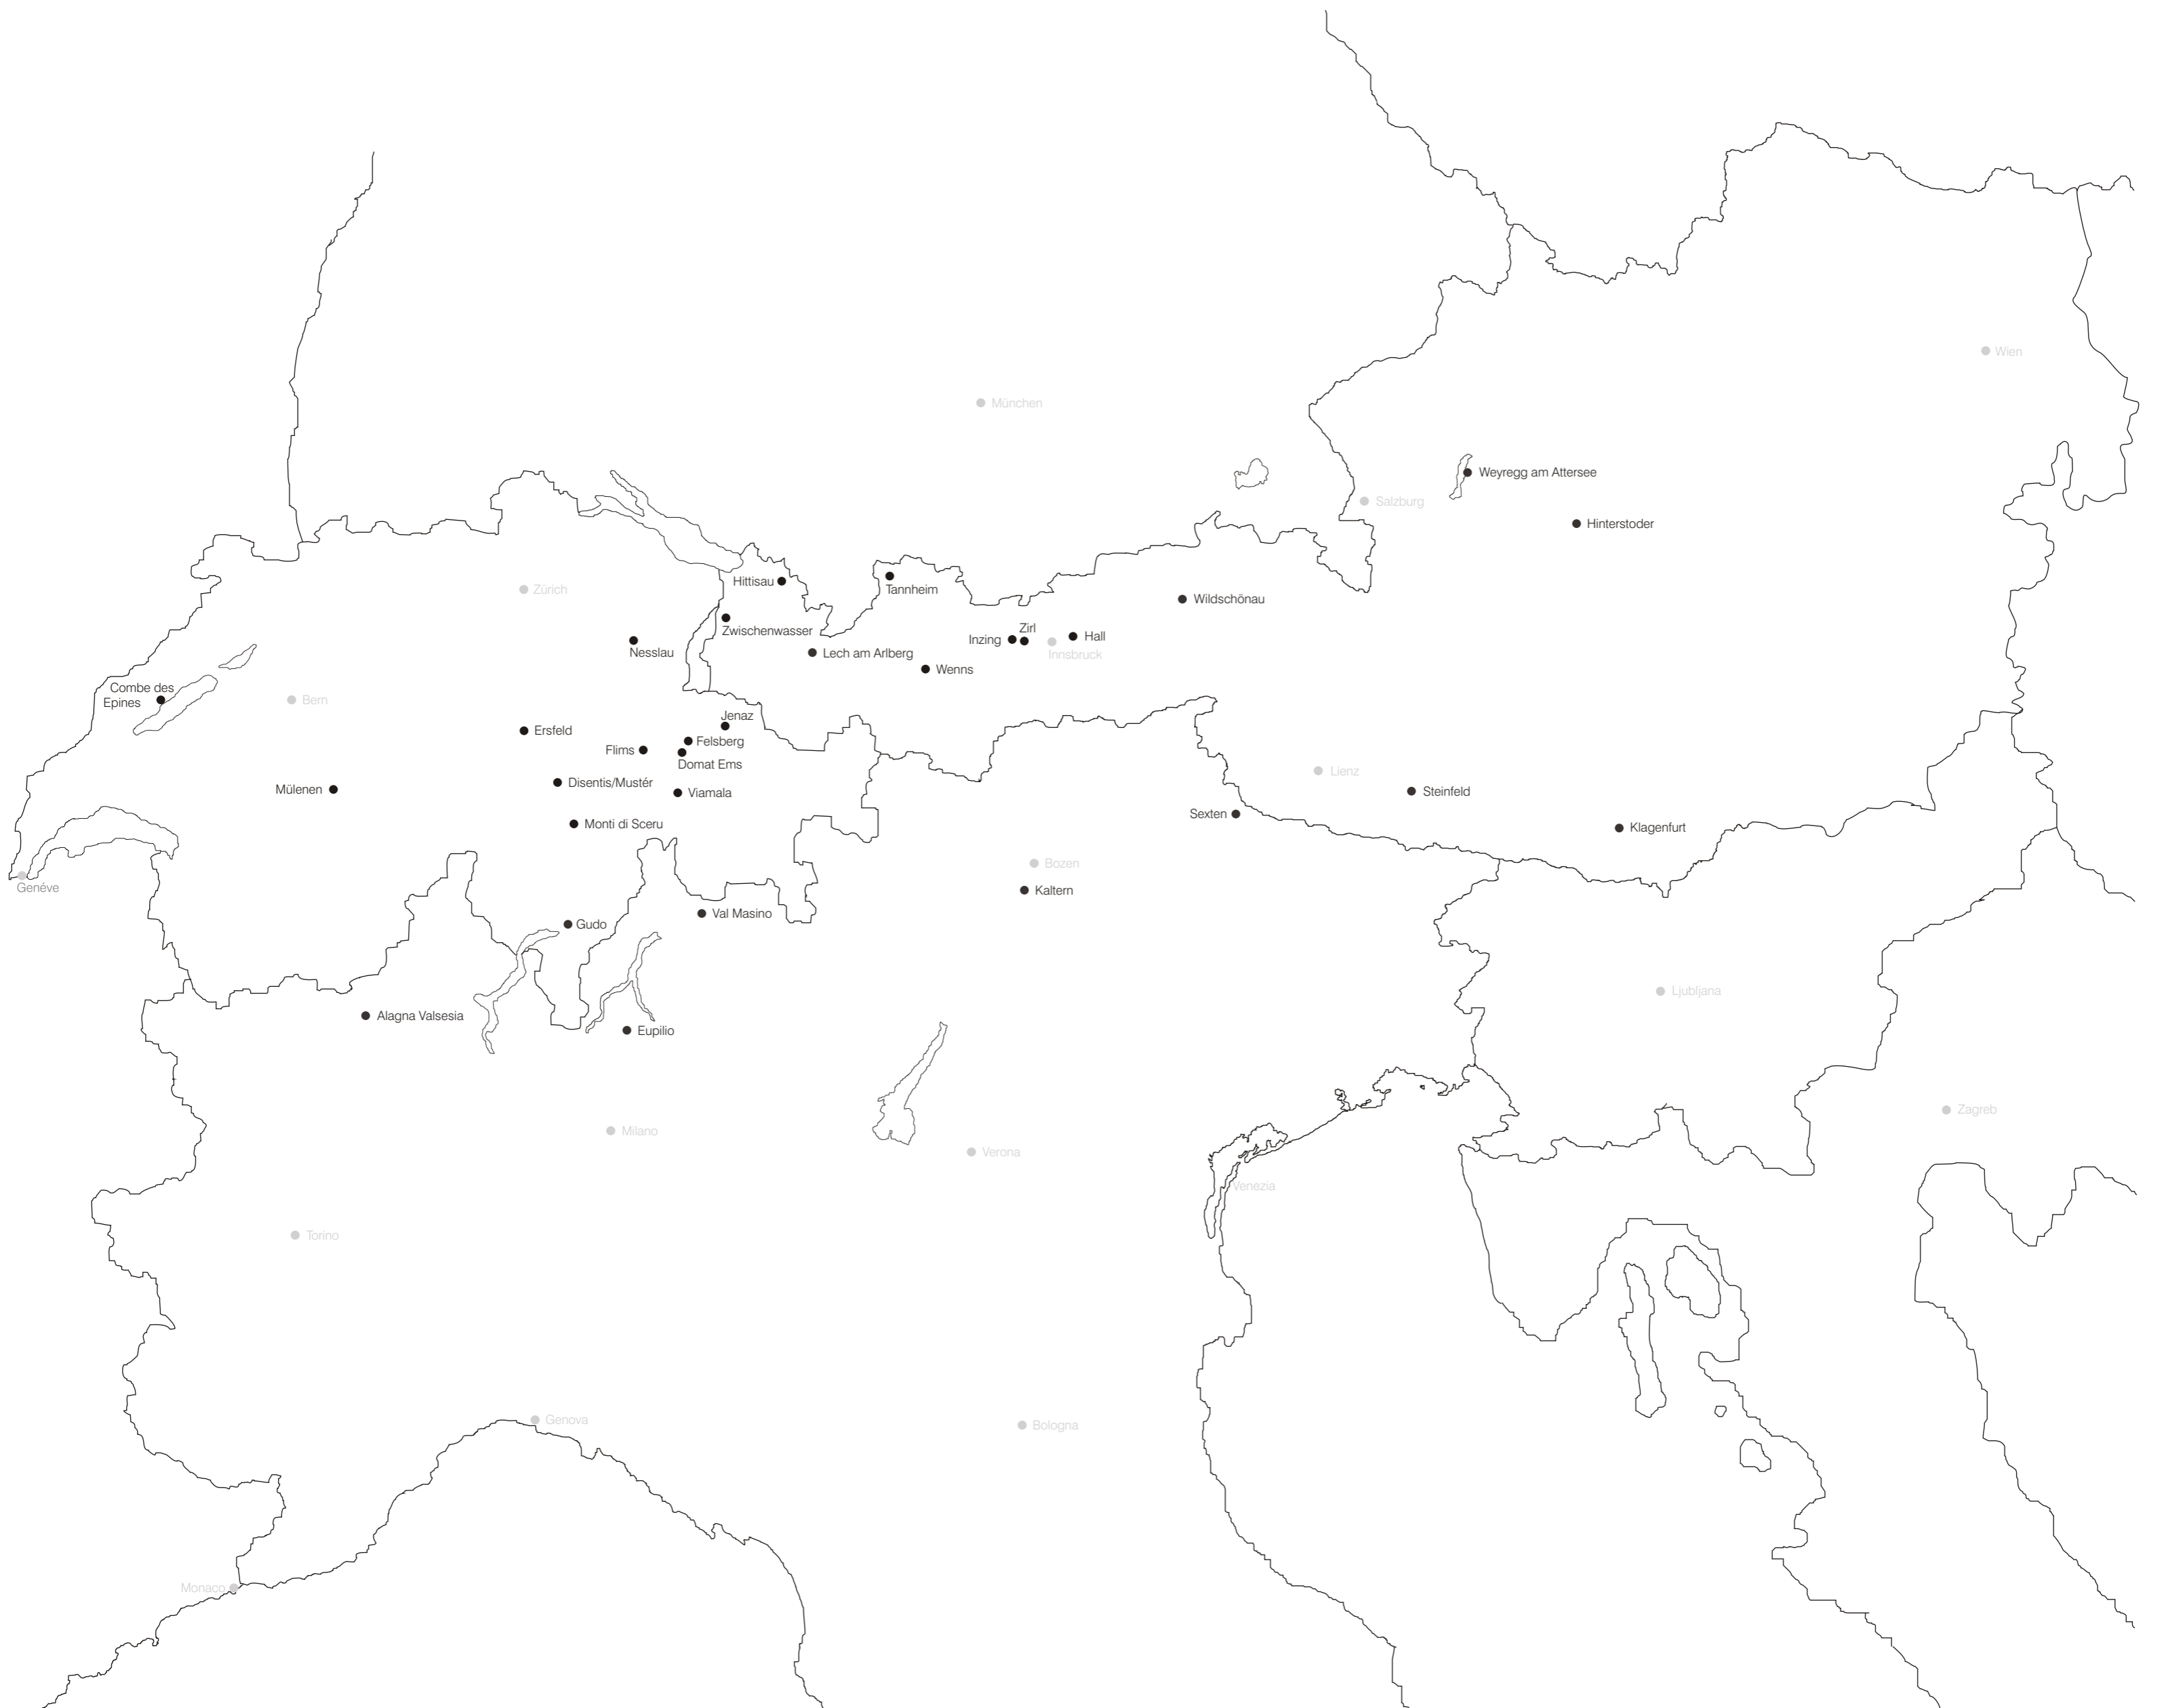 Wien
München
Weyregg am Attersee
Salzburg
Hinterstoder
Hittisau
Tannheim
Zürich
Wildschönau
Zwischenwasser
Zirl
Inzing
Hall
Nesslau
Lech am Arlberg
Innsbruck
Wenns
Combe des
Epines
Bern
Jenaz
Ersfeld
Felsberg
Flims
Domat Ems
Lienz
Disentis/Mustér
Mülenen
Viamala
Steinfeld
Sexten
Monti di Sceru
Klagenfurt
Bozen
Genéve
Kaltern
Val Masino
Gudo
Ljubljana
Alagna Valsesia
Eupilio
Zagreb
Milano
Verona
Venezia
Torino
Genova
Bologna
Monaco